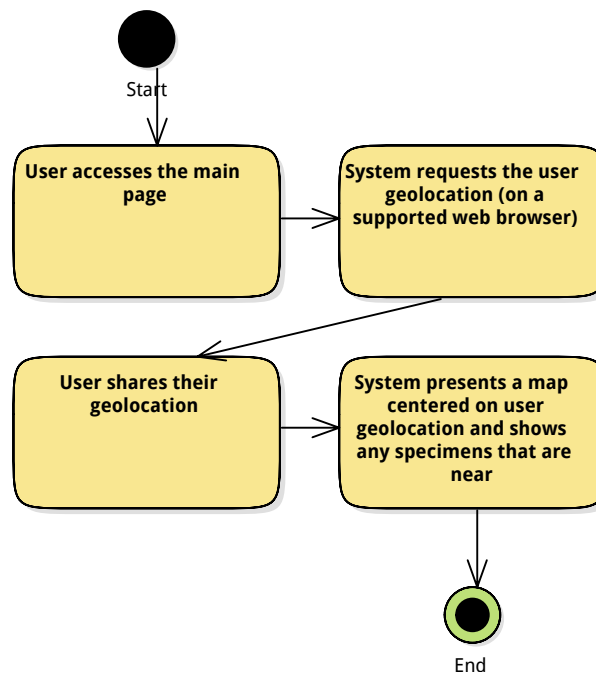 Start
User accesses the main
page
System requests the user
geolocation (on a
supported web browser)
User shares their
geolocation
System presents a map
centered on user
geolocation and shows
any specimens that are
near
End